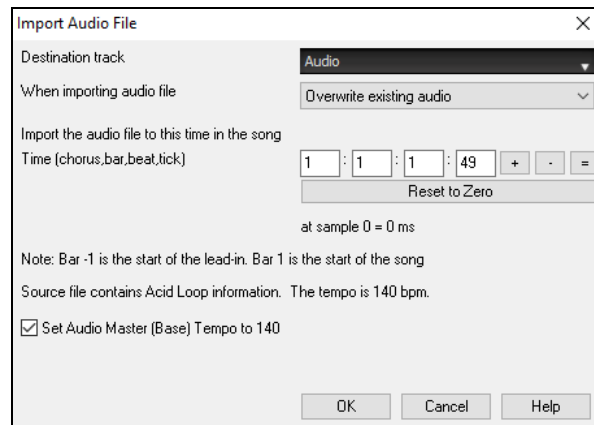 Import Audio File
Destination track
Audio
When importing audio file
Overwrite existing audio
Import the audio file to this time in the song
Time (chorus,bar,beat,tick)
1 : 1 : 1 : 49 + - =
Reset to Zero
at sample 0 = 0 ms
Note: Bar -1 is the start of the lead-in. Bar 1 is the start of the song
Source file contains Acid Loop information. The tempo is 140 bpm.
Set Audio Master (Base) Tempo to 140
OK Cancel Help